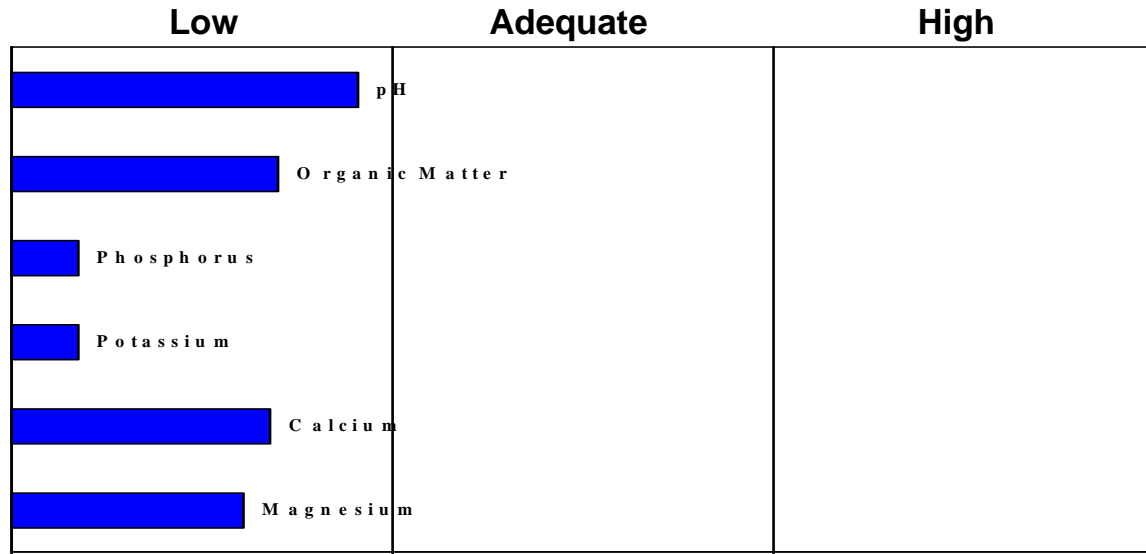 Low Adequate High
pH
Organic Matter
Phosphorus
Potassium
Calcium
Magnesium